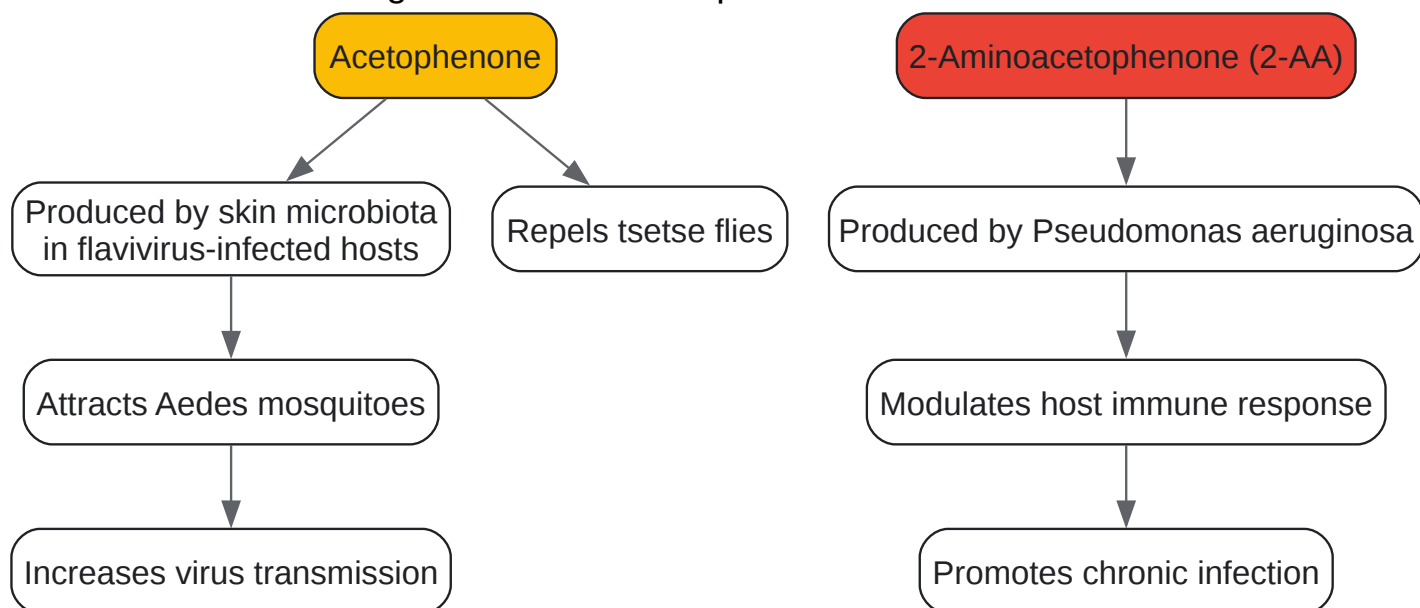 Acetophenone
2-Aminoacetophenone (2-AA)
Produced by skin microbiota
in flavivirus-infected hosts
Repels tsetse flies
Produced by Pseudomonas aeruginosa
Attracts Aedes mosquitoes
Modulates host immune response
Increases virus transmission
Promotes chronic infection